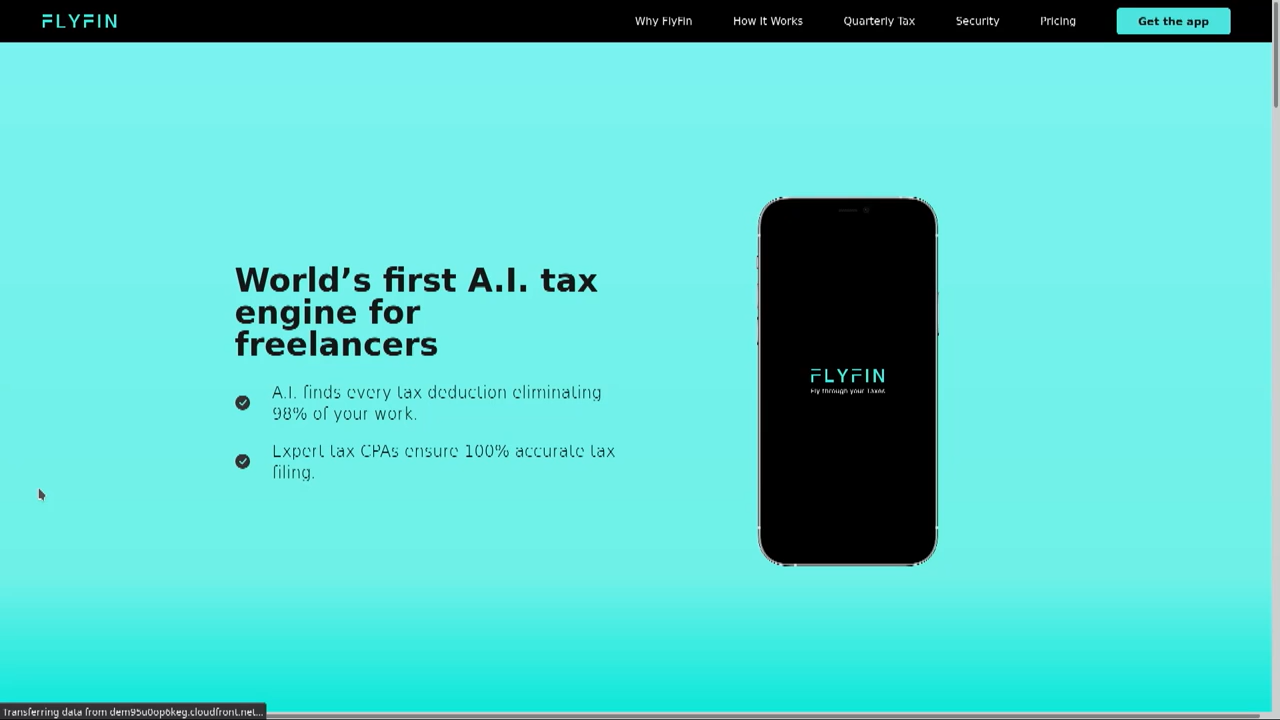 FLYFIN
Why FlyFin
How It Works
Quarterly Tax
Security
Pricing
Get the app
World's first A.I. tax
engine for
freelancers
A.I. finds every tax deduction eliminating
98% of your work.
Expert tax CPAs ensure 100% accurate tax
filing.
FLYFIN
Fly through your Taxes
Transferring data from dem95u0op6keg.cloudfront.net...